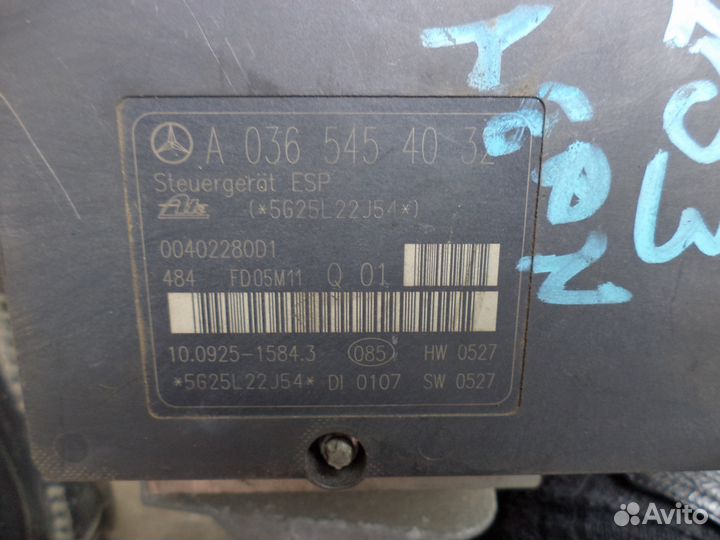 A 036 545 40 32
Steuergerät ESP
Ate (*5G25L22J54*)
00402280D1
484 FD05M11 Q 01
10.0925-1584.3 085 HW 0527
*5G25L22J54* DI 0107 SW 0527
Avito